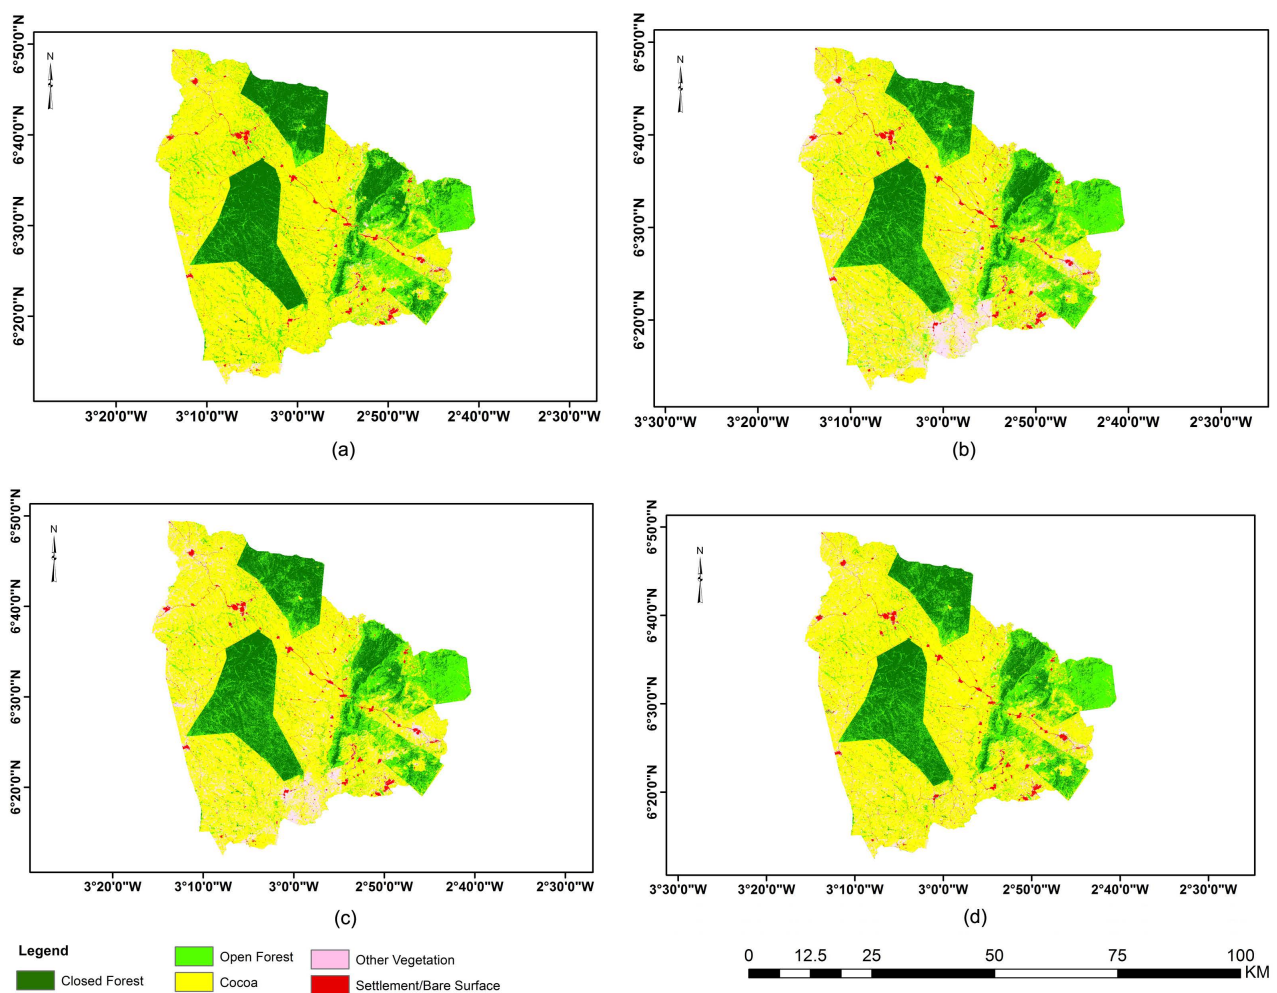 N
6°50'0"N
6°40'0"N
6°30'0"N
6°20'0"N
3°20'0"W 3°10'0"W 3°0'0"W 2°50'0"W 2°40'0"W 2°30'0"W
(a)
N
6°50'0"N
6°40'0"N
6°30'0"N
6°20'0"N
3°30'0"W 3°20'0"W 3°10'0"W 3°0'0"W 2°50'0"W 2°40'0"W 2°30'0"W
(b)
N
6°50'0"N
6°40'0"N
6°30'0"N
6°20'0"N
3°20'0"W 3°10'0"W 3°0'0"W 2°50'0"W 2°40'0"W 2°30'0"W
(c)
N
6°50'0"N
6°40'0"N
6°30'0"N
6°20'0"N
3°30'0"W 3°20'0"W 3°10'0"W 3°0'0"W 2°50'0"W 2°40'0"W 2°30'0"W
(d)
Legend
Closed Forest
Open Forest
Cocoa
Other Vegetation
Settlement/Bare Surface
0 12.5 25 50 75 100
KM